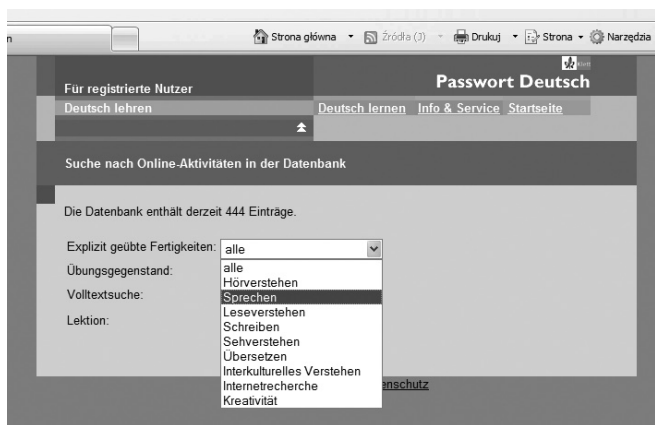 n
Strona główna Źródła (J) Drukuj Strona Narzędzia
Klett
Für registrierte Nutzer Passwort Deutsch
Deutsch lehren Deutsch lernen Info & Service Startseite
Suche nach Online-Aktivitäten in der Datenbank
Die Datenbank enthält derzeit 444 Einträge.
Explizit geübte Fertigkeiten: alle
Übungsgegenstand: alle
Hörverstehen
Volltextsuche: Sprechen
Leseverstehen
Lektion: Schreiben
Sehverstehen
Übersetzen
Interkulturelles Verstehen
Internetrecherche enschutz
Kreativität